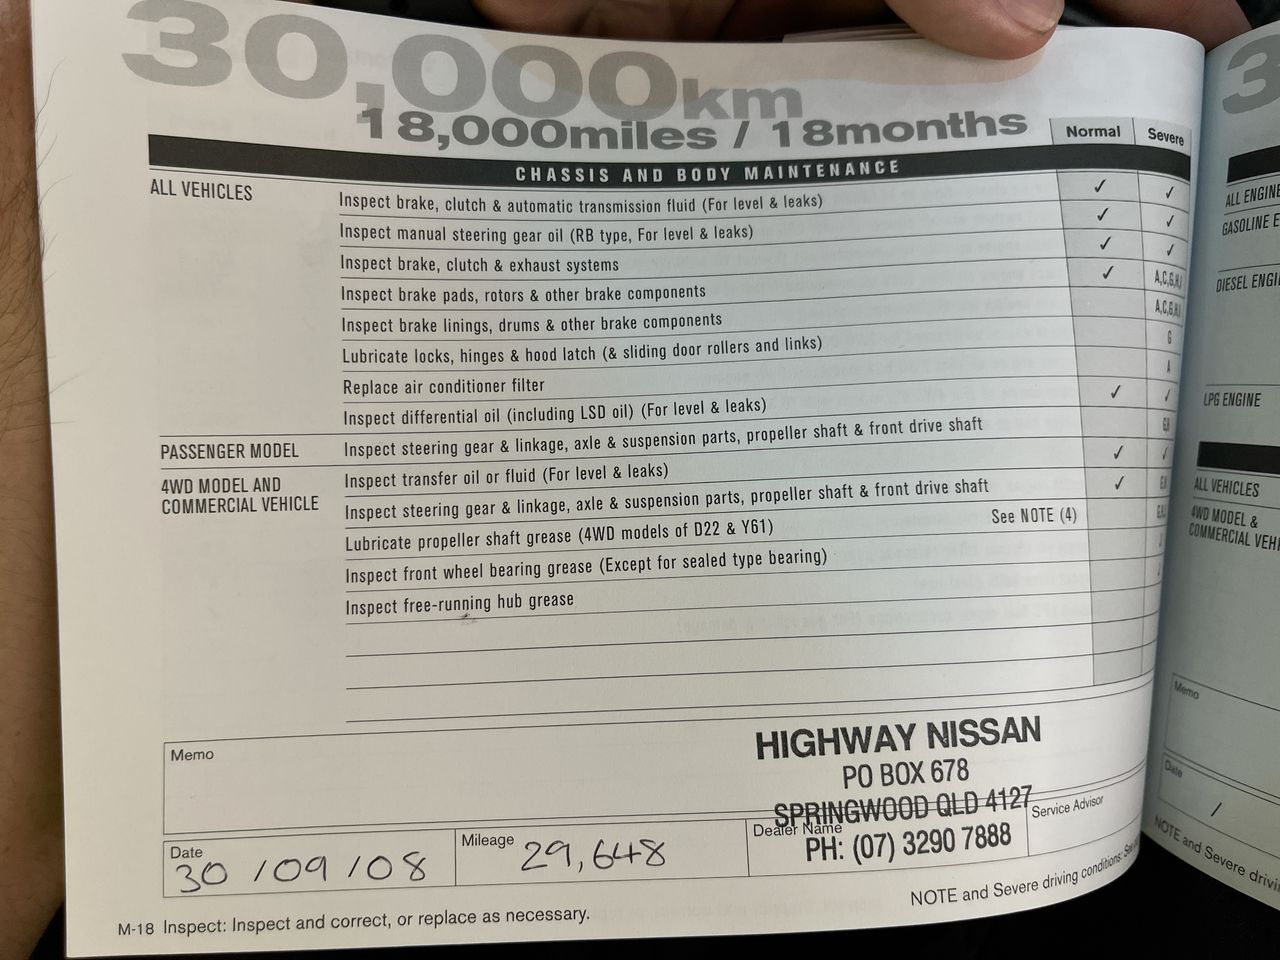 30,000km
18,000miles / 18months
Normal Severe
CHASSIS AND BODY MAINTENANCE
ALL VEHICLES
Inspect brake, clutch & automatic transmission fluid (For level & leaks) ✓ ✓
Inspect manual steering gear oil (RB type, For level & leaks) ✓ ✓
Inspect brake, clutch & exhaust systems ✓ ✓
Inspect brake pads, rotors & other brake components ✓ A,C,G,H,I
Inspect brake linings, drums & other brake components A,C,G,H,I
Lubricate locks, hinges & hood latch (& sliding door rollers and links) G
Replace air conditioner filter A
Inspect differential oil (including LSD oil) (For level & leaks) ✓ ✓
PASSENGER MODEL
Inspect steering gear & linkage, axle & suspension parts, propeller shaft & front drive shaft G,H
4WD MODEL AND
COMMERCIAL VEHICLE
Inspect transfer oil or fluid (For level & leaks) ✓ ✓
Inspect steering gear & linkage, axle & suspension parts, propeller shaft & front drive shaft ✓
Lubricate propeller shaft grease (4WD models of D22 & Y61) See NOTE (4)
Inspect front wheel bearing grease (Except for sealed type bearing)
Inspect free-running hub grease
Memo
HIGHWAY NISSAN
PO BOX 678
SPRINGWOOD QLD 4127
PH: (07) 3290 7888
Date
30 /09 /08
Mileage
29,648
Dealer Name
Service Advisor
NOTE and Severe driving conditions:
M-18 Inspect: Inspect and correct, or replace as necessary.
3
ALL ENGINE
GASOLINE E
DIESEL ENGI
LPG ENGINE
ALL VEHICLES
4WD MODEL &
COMMERCIAL VEHI
Memo
Date
/
NOTE and Severe drivi